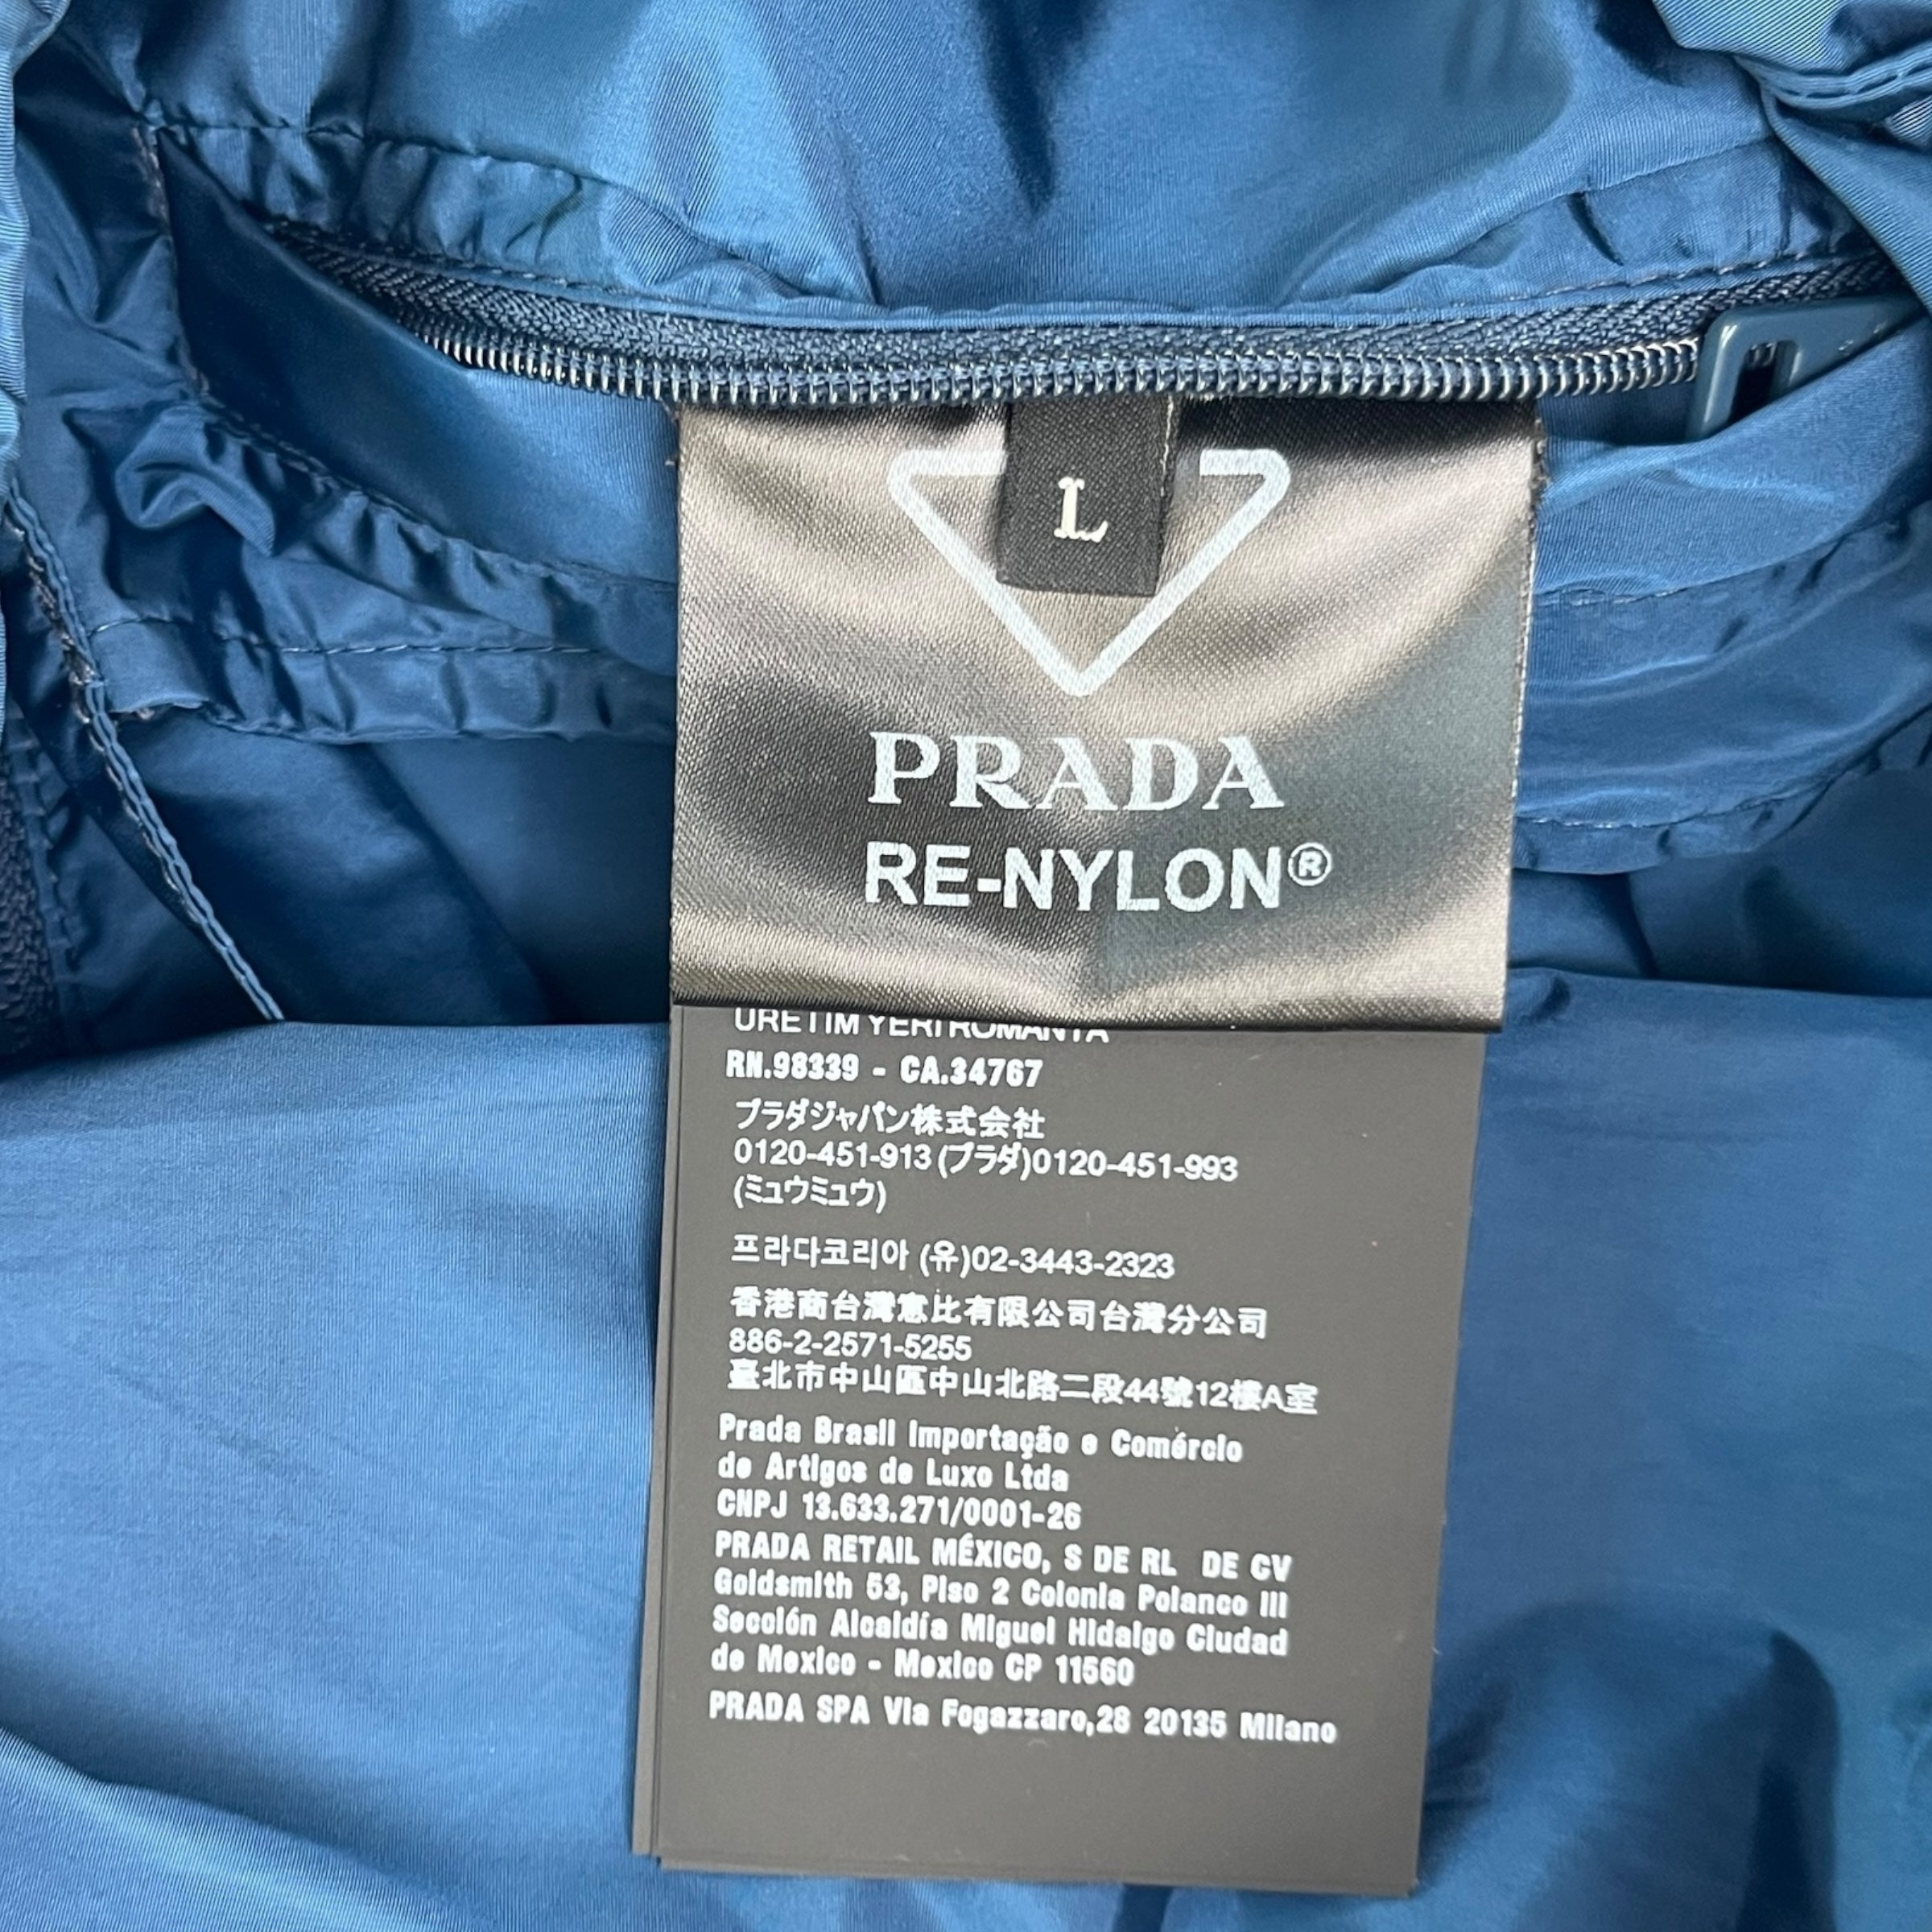 L
PRADA
RE-NYLON®
ÜRETİM YERİ ROMANYA
RN.98339 - CA.34767
プラダジャパン株式会社
0120-451-913 (プラダ)0120-451-993
(ミュウミュウ)
프라다코리아 (유)02-3443-2323
香港商台灣惠比有限公司台灣分公司
886-2-2571-5255
臺北市中山區中山北路二段44號12樓A室
Prada Brasil Importação e Comércio
de Artigos de Luxo Ltda
CNPJ 13.633.271/0001-26
PRADA RETAIL MÉXICO, S DE RL DE CV
Goldsmith 53, Piso 2 Colonia Polanco III
Sección Alcaldía Miguel Hidalgo Ciudad
de Mexico - Mexico CP 11560
PRADA SPA Via Fogazzaro,28 20135 Milano